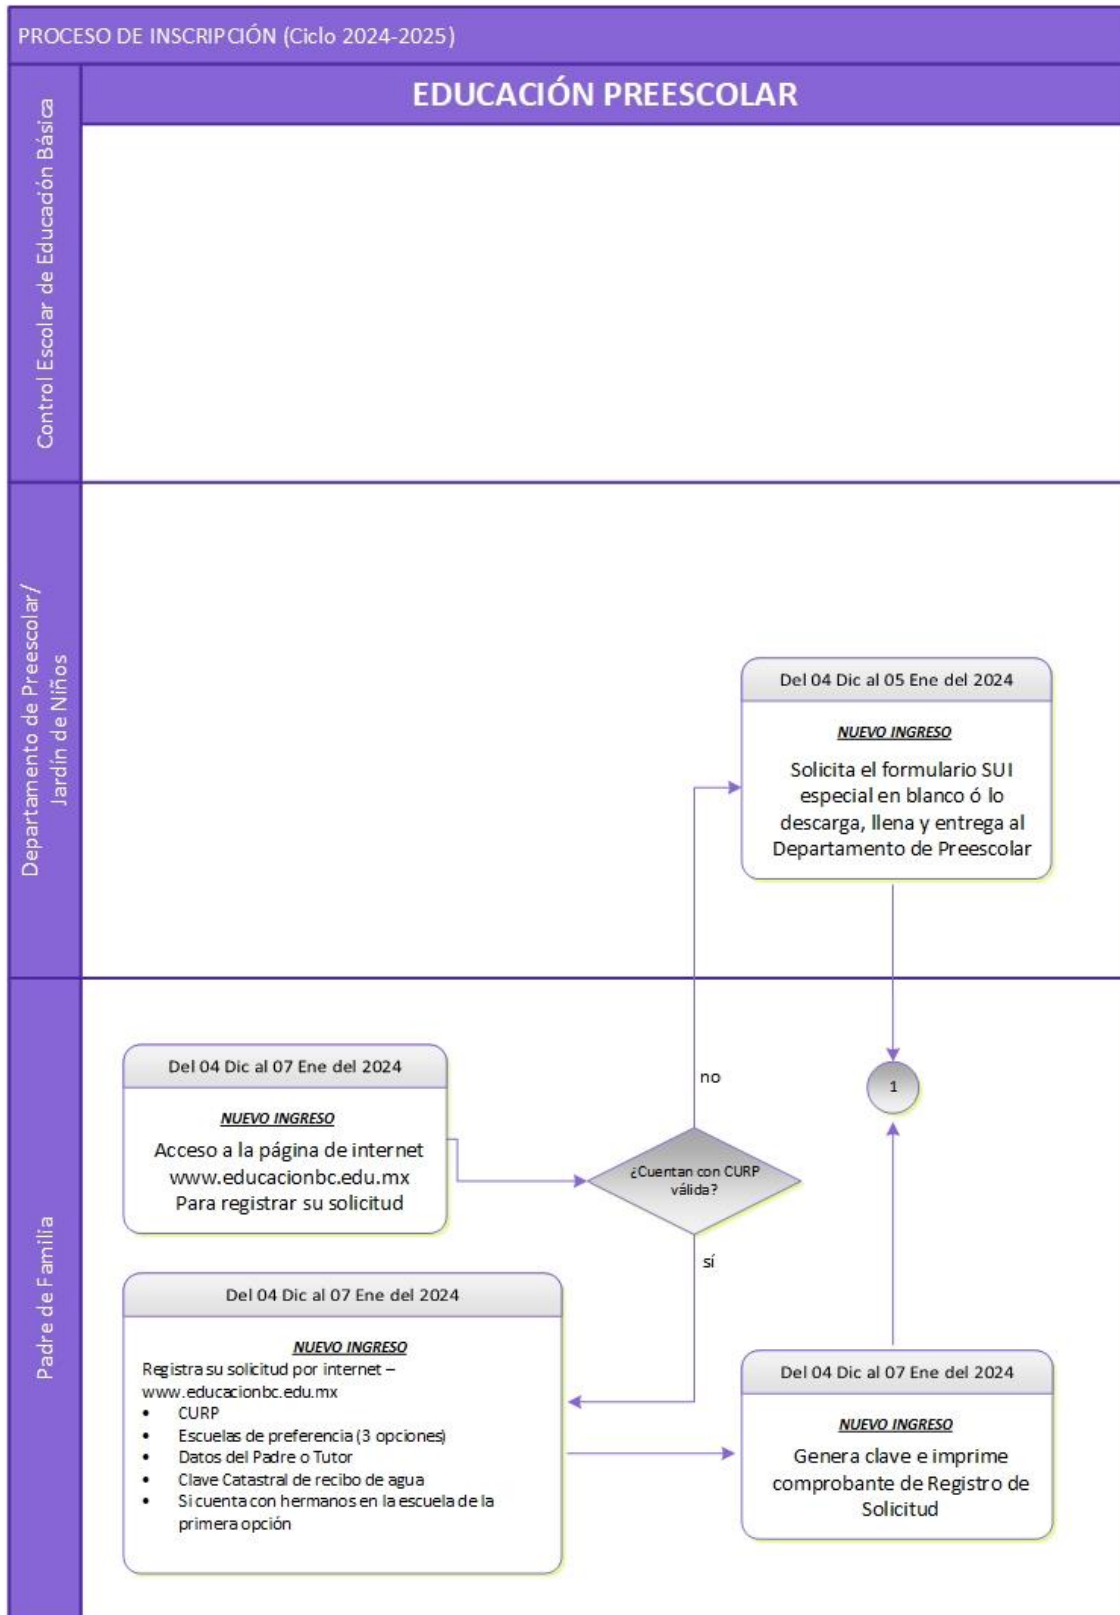 PROCESO DE INSCRIPCIÓN (Ciclo 2024-2025)
EDUCACIÓN PREESCOLAR
Control Escolar de Educación Básica
Departamento de Preescolar/
Jardín de Niños
Del 04 Dic al 05 Ene del 2024
NUEVO INGRESO
Solicita el formulario SUI
especial en blanco ó lo
descarga, llena y entrega al
Departamento de Preescolar
Padre de Familia
Del 04 Dic al 07 Ene del 2024
NUEVO INGRESO
Acceso a la página de internet
www.educacionbc.edu.mx
Para registrar su solicitud
¿Cuentan con CURP
válida?
no
1
sí
Del 04 Dic al 07 Ene del 2024
NUEVO INGRESO
Registra su solicitud por internet –
www.educacionbc.edu.mx
• CURP
• Escuelas de preferencia (3 opciones)
• Datos del Padre o Tutor
• Clave Catastral de recibo de agua
• Si cuenta con hermanos en la escuela de la
primera opción
Del 04 Dic al 07 Ene del 2024
NUEVO INGRESO
Genera clave e imprime
comprobante de Registro de
Solicitud